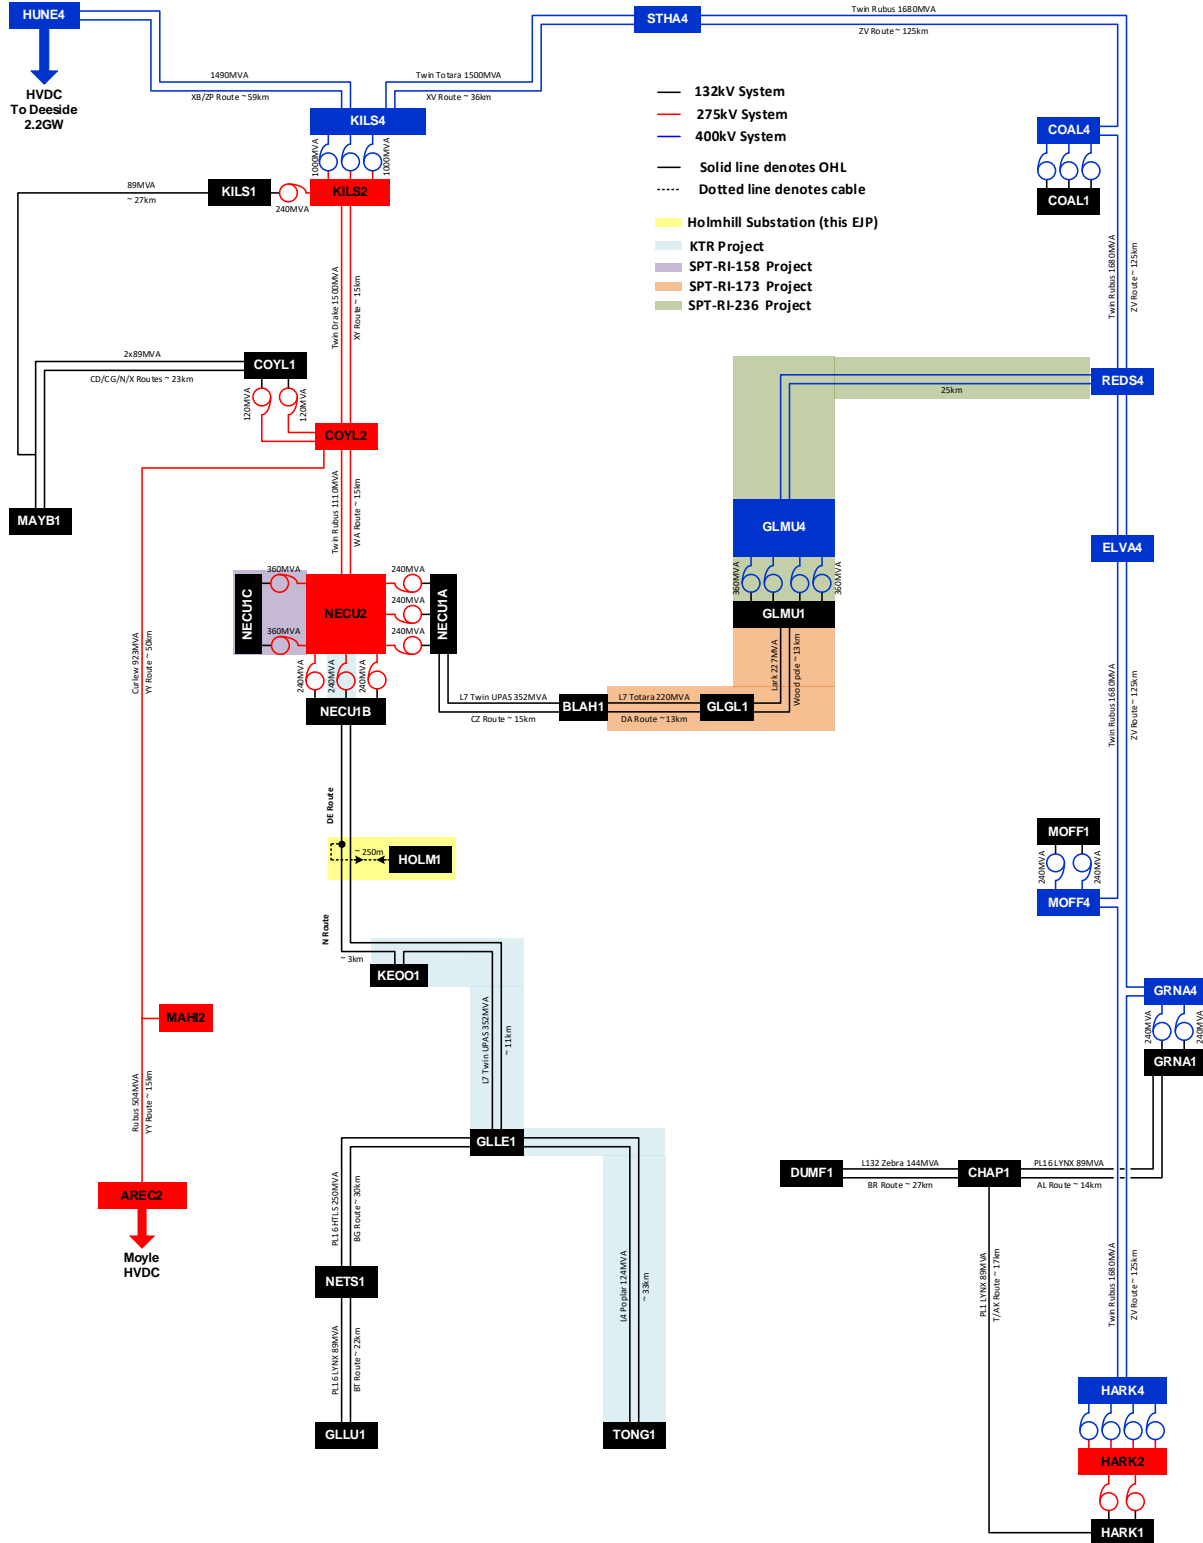 HUNE4
HVDC
To Deeside
2.2GW
1490MVA
XB/ZP Route ~ 59km
STHA4
Twin Rubus 1680MVA
ZV Route ~ 125km
Twin Totara 1500MVA
XV Route ~ 36km
KILS4
1000MVA
1000MVA
KILS1
KILS2
240MVA
89MVA
~ 27km
132kV System
275kV System
400kV System
Solid line denotes OHL
Dotted line denotes cable
Holmhill Substation (this EJP)
KTR Project
SPT-RI-158 Project
SPT-RI-173 Project
SPT-RI-236 Project
COAL4
COAL1
Twin Rubus 1680MVA
ZV Route ~ 125km
Twin Drake 1500MVA
XY Route ~ 15km
2x89MVA
CD/CG/N/X Routes ~ 23km
COYL1
120MVA
120MVA
COYL2
REDS4
25km
MAYB1
Twin Rubus 1110MVA
WA Route ~ 15km
GLMU4
360MVA
360MVA
GLMU1
ELVA4
NECU1C
360MVA
360MVA
NECU2
240MVA
240MVA
240MVA
NECU1A
240MVA
240MVA
240MVA
NECU1B
Curlew 923MVA
YY Route ~ 50km
L7 Twin UPAS 352MVA
CZ Route ~ 15km
BLAH1
L7 Totara 220MVA
DA Route ~13km
GLGL1
Lark 227MVA
Wood pole ~ 13km
Twin Rubus 1680MVA
ZV Route ~ 125km
DE Route
~ 250m
HOLM1
MOFF1
240MVA
240MVA
MOFF4
N Route
~ 3km
KEOO1
GRNA4
240MVA
240MVA
GRNA1
MAHI2
L7 Twin UPAS 352MVA
~ 11km
Rubus 504MVA
YY Route ~ 15km
GLLE1
AREC2
Moyle
HVDC
PL16 HTLS 250MVA
BG Route ~ 30km
DUMF1
L132 Zebra 144MVA
BR Route ~ 27km
CHAP1
PL16 LYNX 89MVA
AL Route ~ 14km
NETS1
L4 Poplar 124MVA
~ 33km
PL1 LYNX 89MVA
T/AK Route ~ 17km
Twin Rubus 1680MVA
ZV Route ~ 125km
PL16 LYNX 89MVA
BT Route ~ 22km
GLLU1
TONG1
HARK4
HARK2
HARK1